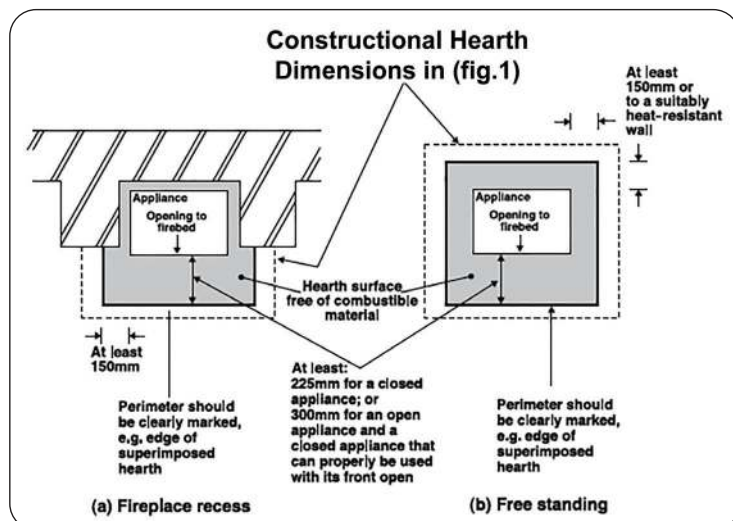 Constructional Hearth
Dimensions in (fig.1)
At least
150mm or
to a suitably
heat-resistant
wall
Appliance
Opening to
firebed
Appliance
Opening to
firebed
Hearth surface
free of combustible
material
At least
150mm
At least:
225mm for a closed
appliance; or
300mm for an open
appliance and a
closed appliance that
can properly be used
with its front open
Perimeter should
be clearly marked,
e.g. edge of
superimposed
hearth
Perimeter should
be clearly marked,
e.g. edge of
superimposed
hearth
(a) Fireplace recess
(b) Free standing